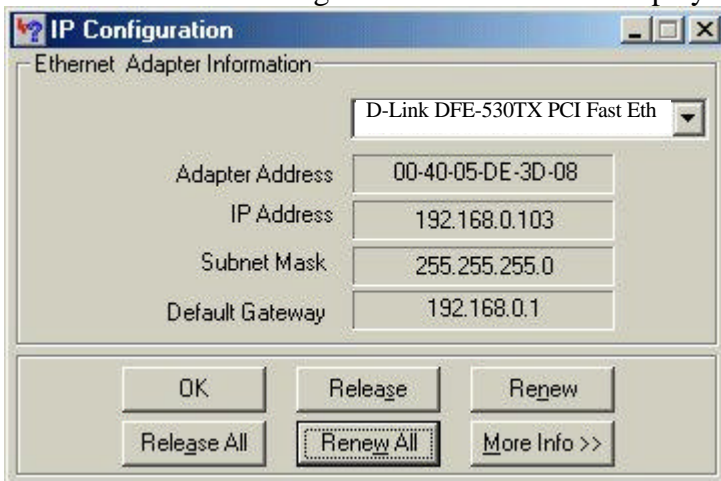 IP Configuration
Ethernet Adapter Information
D-Link DFE-530TX PCI Fast Eth
Adapter Address 00-40-05-DE-3D-08
IP Address 192.168.0.103
Subnet Mask 255.255.255.0
Default Gateway 192.168.0.1
OK Release Renew
Release All Renew All More Info >>